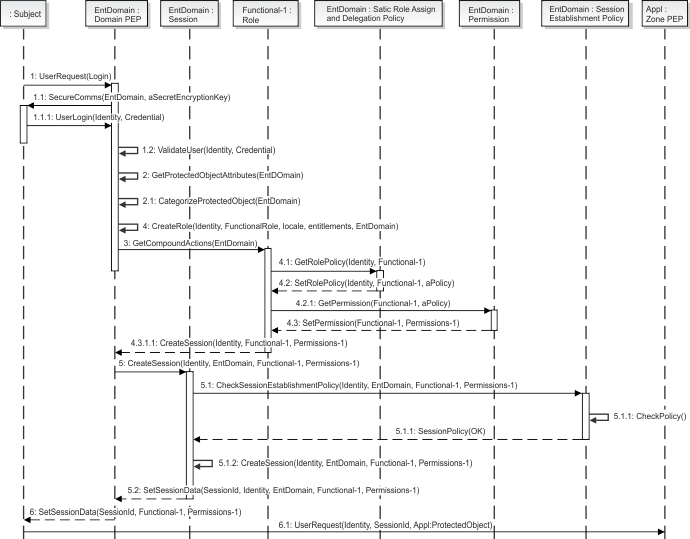 : Subject
EntDomain :
Domain PEP
EntDomain :
Session
Functional-1 :
Role
EntDomain : Satic Role Assign
and Delegation Policy
EntDomain :
Permission
EntDomain : Session
Establishment Policy
Appl :
Zone PEP
1: UserRequest(Login)
1.1: SecureComms(EntDomain, aSecretEncryptionKey)
1.1.1: UserLogin(Identity, Credential)
1.2: ValidateUser(Identity, Credential)
2: GetProtectedObjectAttributes(EntDOmain)
2.1: CategorizeProtectedObject(EntDomain)
4: CreateRole(Identity, FunctionalRole, locale, entitlements, EntDomain)
3: GetCompoundActions(EntDomain)
4.1: GetRolePolicy(Identity, Functional-1)
4.2: SetRolePolicy(Identity, Functional-1, aPolicy)
4.2.1: GetPermission(Functional-1, aPolicy)
4.3: SetPermission(Functional-1, Permissions-1)
4.3.1.1: CreateSession(Identity, Functional-1, Permissions-1)
5: CreateSession(Identity, EntDomain, Functional-1, Permissions-1)
5.1: CheckSessionEstablishmentPolicy(Identity, EntDomain, Functional-1, Permissions-1)
5.1.1: CheckPolicy()
5.1.1: SessionPolicy(OK)
5.1.2: CreateSession(Identity, EntDomain, Functional-1, Permissions-1)
5.2: SetSessionData(SessionId, Identity, EntDomain, Functional-1, Permissions-1)
6: SetSessionData(SessionId, Functional-1, Permissions-1)
6.1: UserRequest(Identity, SessionId, Appl:ProtectedObject)